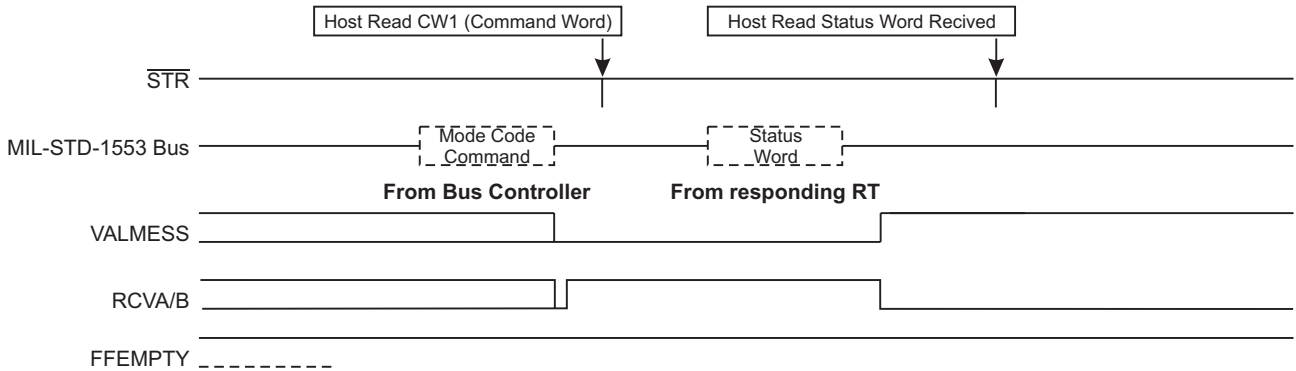 Host Read CW1 (Command Word)
Host Read Status Word Recived
STR
MIL-STD-1553 Bus
Mode Code
Command
Status
Word
From Bus Controller
From responding RT
VALMESS
RCVA/B
FFEMPTY